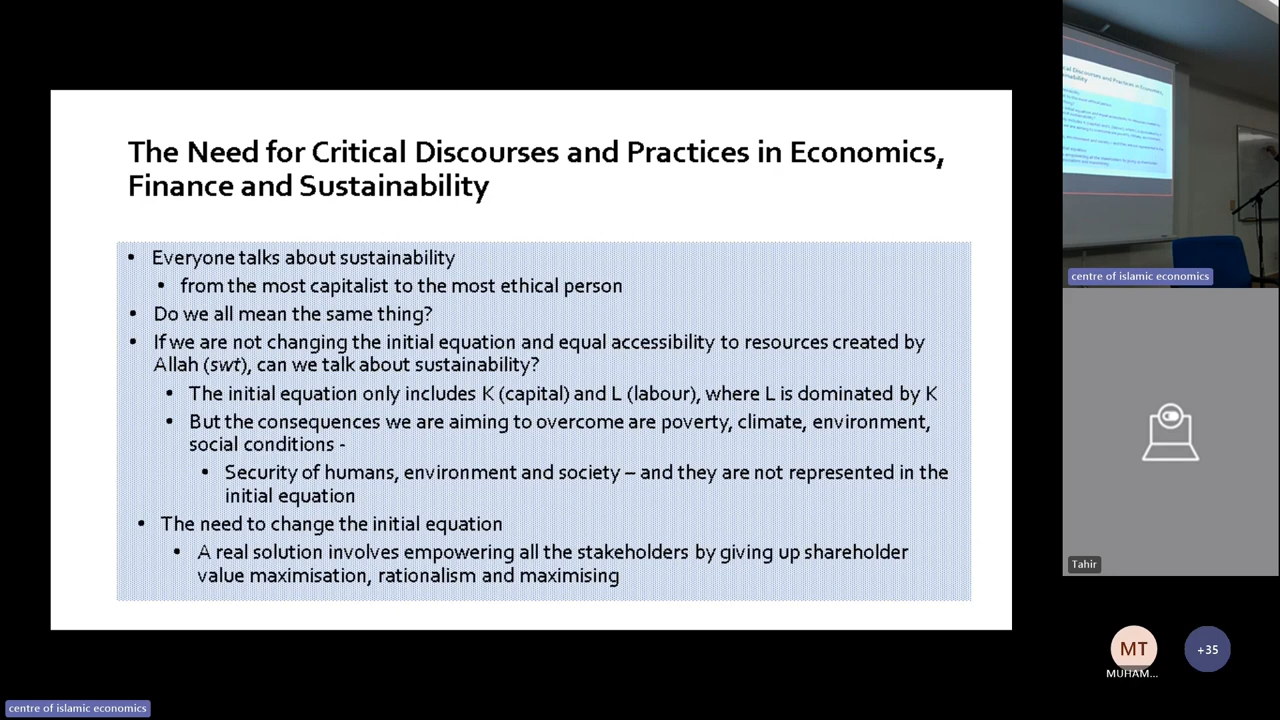 The Need for Critical Discourses and Practices in Economics,
Finance and Sustainability
• Everyone talks about sustainability
• from the most capitalist to the most ethical person
• Do we all mean the same thing?
• If we are not changing the initial equation and equal accessibility to resources created by
Allah (swt), can we talk about sustainability?
• The initial equation only includes K (capital) and L (labour), where L is dominated by K
• But the consequences we are aiming to overcome are poverty, climate, environment,
social conditions -
• Security of humans, environment and society – and they are not represented in the
initial equation
• The need to change the initial equation
• A real solution involves empowering all the stakeholders by giving up shareholder
value maximisation, rationalism and maximising
centre of islamic economics
Tahir
MT
MUHAM...
+35
centre of islamic economics